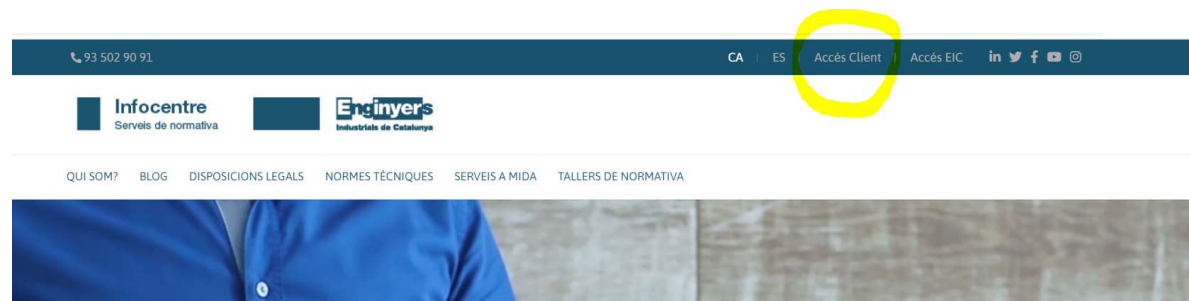 93 502 90 91
CA | ES | Accés Client | Accés EIC
Infocentre
Serveis de normativa
Enginyers
Industrials de Catalunya
QUI SOM? BLOG DISPOSICIONS LEGALS NORMES TÈCNIQUES SERVEIS A MIDA TALLERS DE NORMATIVA